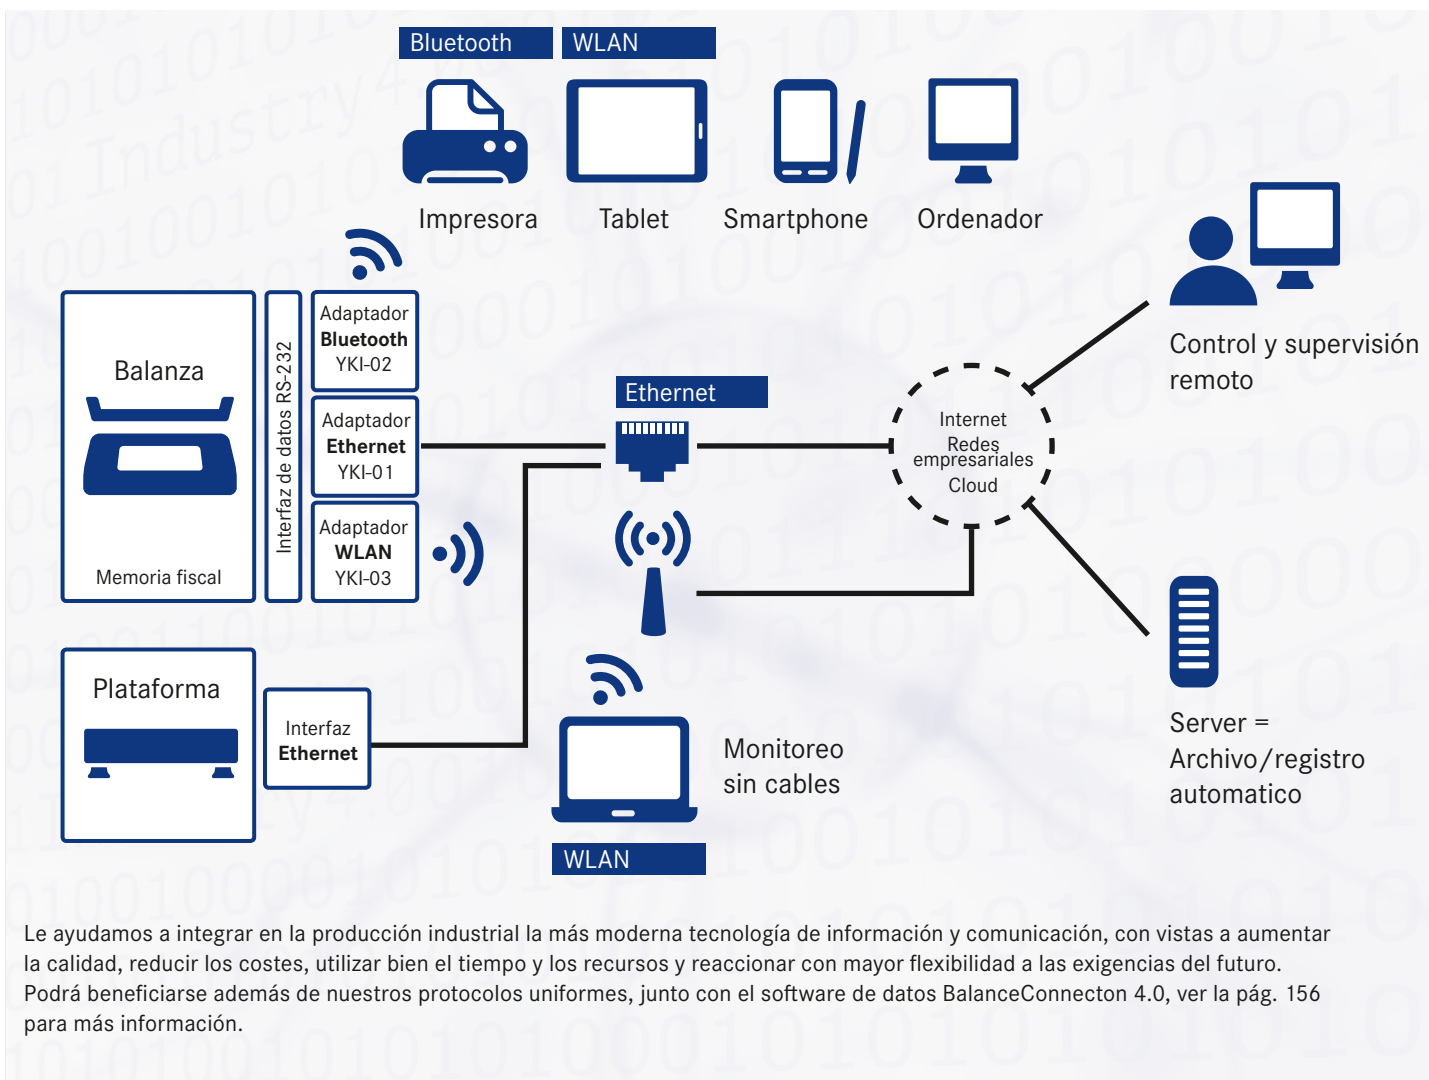 Bluetooth
WLAN
Impresora
Tablet
Smartphone
Ordenador
Balanza
Memoria fiscal
Interfaz de datos RS-232
Adaptador
Bluetooth
YKI-02
Adaptador
Ethernet
YKI-01
Adaptador
WLAN
YKI-03
Ethernet
Internet
Redes
empresariales
Cloud
Control y supervisión
remoto
Plataforma
Interfaz
Ethernet
Monitoreo
sin cables
WLAN
Server =
Archivo/registro
automatico
Le ayudamos a integrar en la producción industrial la más moderna tecnología de información y comunicación, con vistas a aumentar
la calidad, reducir los costes, utilizar bien el tiempo y los recursos y reaccionar con mayor flexibilidad a las exigencias del futuro.
Podrá beneficiarse además de nuestros protocolos uniformes, junto con el software de datos BalanceConnecton 4.0, ver la pág. 156
para más información.